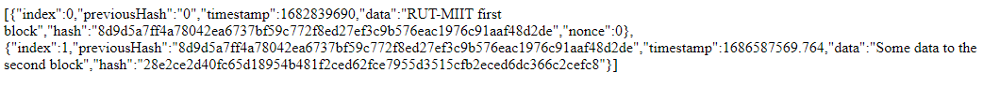 [{"index":0,"previousHash":"0","timestamp":1682839690,"data":"RUT-MIIT first
block","hash":"8d9d5a7ff4a78042ea6737bf59c772f8ed27ef3c9b576eac1976c91aaf48d2de","nonce":0},
{"index":1,"previousHash":"8d9d5a7ff4a78042ea6737bf59c772f8ed27ef3c9b576eac1976c91aaf48d2de","timestamp":1686587569.764,"data":"Some data to the
second block","hash":"28e2ce2d40fc65d18954b481f2ced62fce7955d3515cfb2eced6dc366c2cefc8"}]